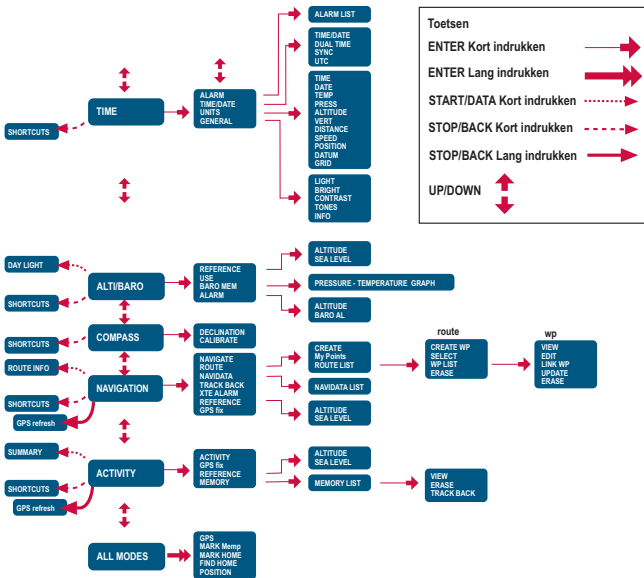 ALARM LIST
TIME/DATE
DUAL TIME
SYNC
UTC
ALARM
TIME/DATE
UNITS
GENERAL
TIME
SHORTCUTS
TIME
DATE
TEMP
PRESS
ALTITUDE
VERT
DISTANCE
SPEED
POSITION
DATUM
GRID
LIGHT
BRIGHT
CONTRAST
TONES
INFO
Toetsen
ENTER Kort indrukken
ENTER Lang indrukken
START/DATA Kort indrukken
STOP/BACK Kort indrukken
STOP/BACK Lang indrukken
UP/DOWN
DAY LIGHT
SHORTCUTS
ALTI/BARO
REFERENCE
USE
BARO MEM
ALARM
ALTITUDE
SEA LEVEL
PRESSURE - TEMPERATURE GRAPH
ALTITUDE
BARO AL
SHORTCUTS
COMPASS
DECLINATION
CALIBRATE
ROUTE INFO
NAVIGATION
SHORTCUTS
GPS refresh
NAVIGATE
ROUTE
NAVIDATA
TRACK BACK
XTE ALARM
REFERENCE
GPS fix
CREATE
My Points
ROUTE LIST
NAVIDATA LIST
ALTITUDE
SEA LEVEL
route
CREATE WP
SELECT
WP LIST
ERASE
wp
VIEW
EDIT
LINK WP
UPDATE
ERASE
SUMMARY
ACTIVITY
SHORTCUTS
GPS refresh
ACTIVITY
GPS fix
REFERENCE
MEMORY
ALTITUDE
SEA LEVEL
MEMORY LIST
VIEW
ERASE
TRACK BACK
ALL MODES
GPS
MARK Memp
MARK HOME
FIND HOME
POSITION